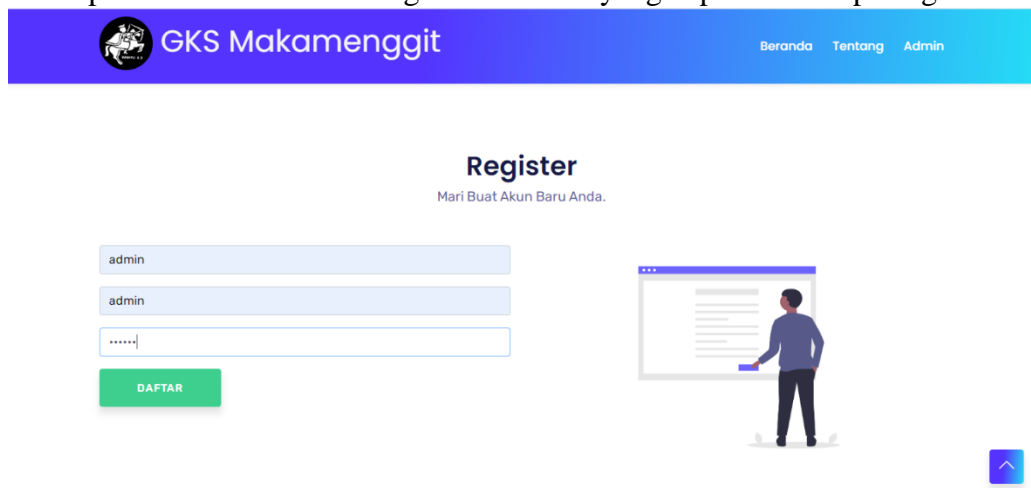 GKS Makamenggit
Beranda Tentang Admin
Register
Mari Buat Akun Baru Anda.
admin
admin
••••••
DAFTAR